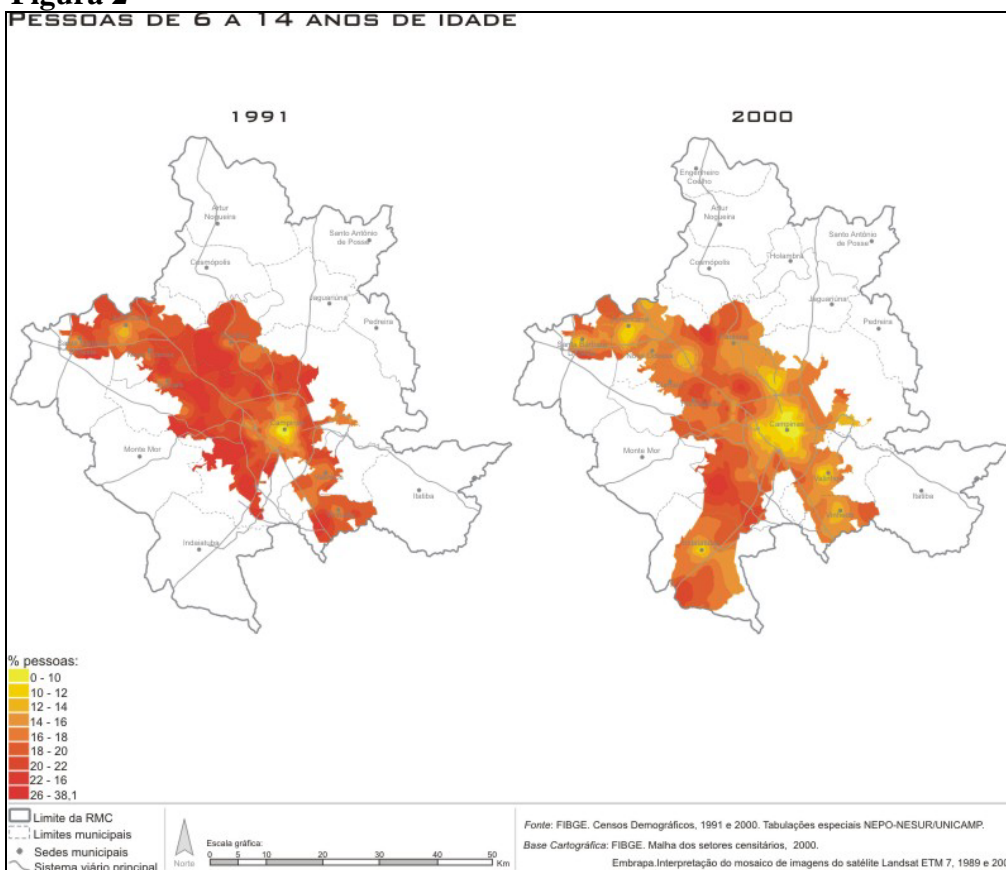 Figura 2
PESSOAS DE 6 A 14 ANOS DE IDADE
1991
Artur
Nogueira
Santo Antônio
de Posse
Cosmópolis
Jaguariúna
Pedreira
Campinas
Monte Mor
Itatiba
Indaiatuba
2000
Engenheiro
Coelho
Artur
Nogueira
Santo Antônio
de Posse
Holambra
Cosmópolis
Jaguariúna
Pedreira
Campinas
Monte Mor
Itatiba
% pessoas:
0 - 10
10 - 12
12 - 14
14 - 16
16 - 18
18 - 20
20 - 22
22 - 16
26 - 38,1
Limite da RMC
Limites municipais
Sedes municipais
Sistema viário principal
Norte
Escala gráfica:
0 5 10 20 30 40 50
Km
Fonte: FIBGE. Censos Demográficos, 1991 e 2000. Tabulações especiais NEPO-NESUR/UNICAMP.
Base Cartográfica: FIBGE. Malha dos setores censitários, 2000.
Embrapa.Interpretação do mosaico de imagens do satélite Landsat ETM 7, 1989 e 200